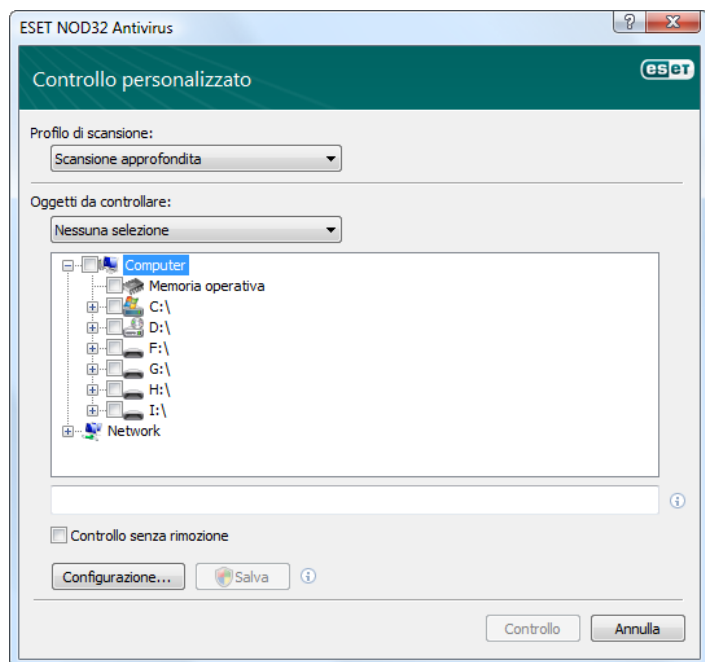 ESET NOD32 Antivirus
Controllo personalizzato
eset
Profilo di scansione:
Scansione approfondita
Oggetti da controllare:
Nessuna selezione
Computer
Memoria operativa
C:\
D:\
F:\
G:\
H:\
I:\
Network
Controllo senza rimozione
Configurazione... Salva
Controllo Annulla